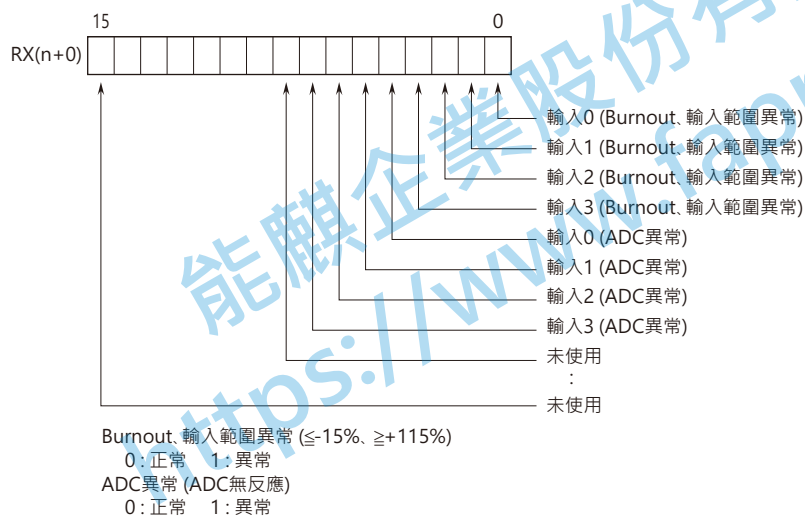 15 0
RX(n+0)
輸入0 (Burnout、輸入範圍異常)
輸入1 (Burnout、輸入範圍異常)
輸入2 (Burnout、輸入範圍異常)
輸入3 (Burnout、輸入範圍異常)
輸入0 (ADC異常)
輸入1 (ADC異常)
輸入2 (ADC異常)
輸入3 (ADC異常)
未使用
:
未使用
Burnout、輸入範圍異常 (≦-15%、≧+115%)
0 : 正常 1 : 異常
ADC異常 (ADC無反應)
0 : 正常 1 : 異常
能麒企業股份有
https://www.fap